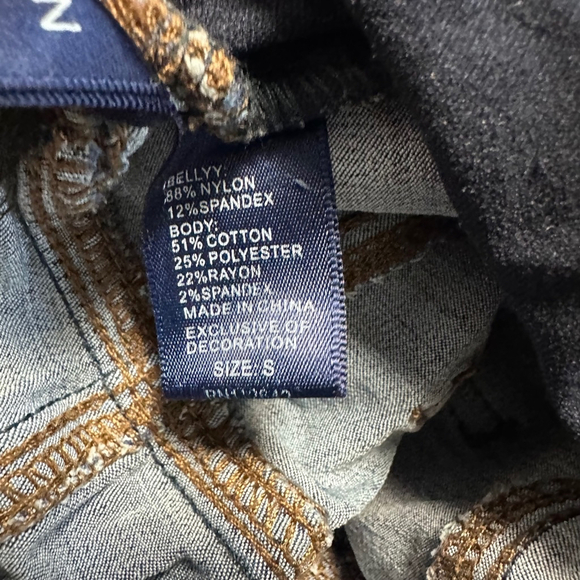 N
BELLYY:
88% NYLON
12%SPANDEX
BODY:
51% COTTON
25% POLYESTER
22%RAYON
2%SPANDEX
MADE IN CHINA
EXCLUSIVE OF
DECORATION
SIZE: S